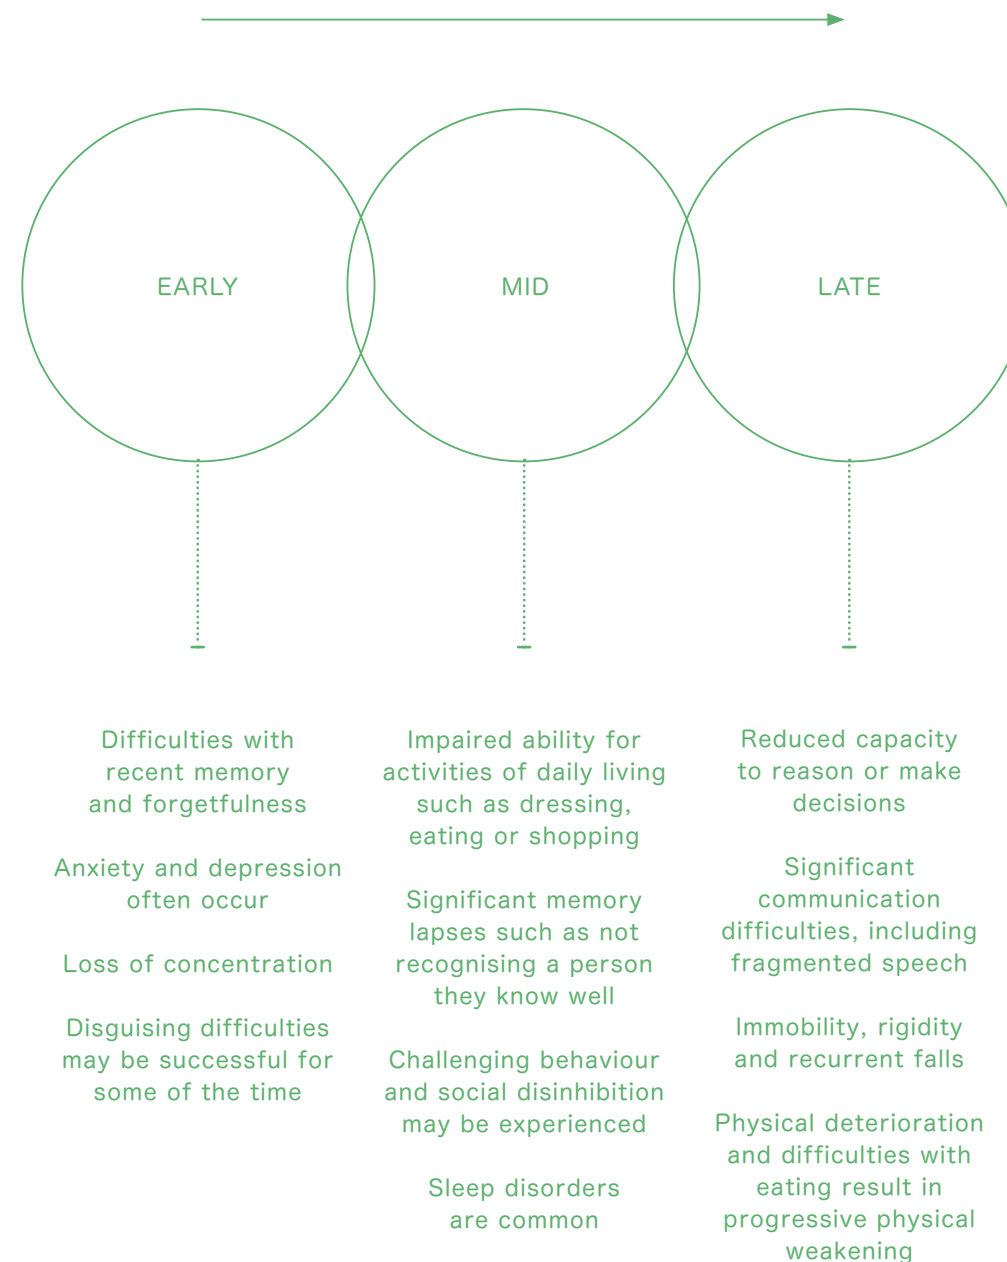 EARLY
MID
LATE
Difficulties with
recent memory
and forgetfulness
Anxiety and depression
often occur
Loss of concentration
Disguising difficulties
may be successful for
some of the time
Impaired ability for
activities of daily living
such as dressing,
eating or shopping
Significant memory
lapses such as not
recognising a person
they know well
Challenging behaviour
and social disinhibition
may be experienced
Sleep disorders
are common
Reduced capacity
to reason or make
decisions
Significant
communication
difficulties, including
fragmented speech
Immobility, rigidity
and recurrent falls
Physical deterioration
and difficulties with
eating result in
progressive physical
weakening